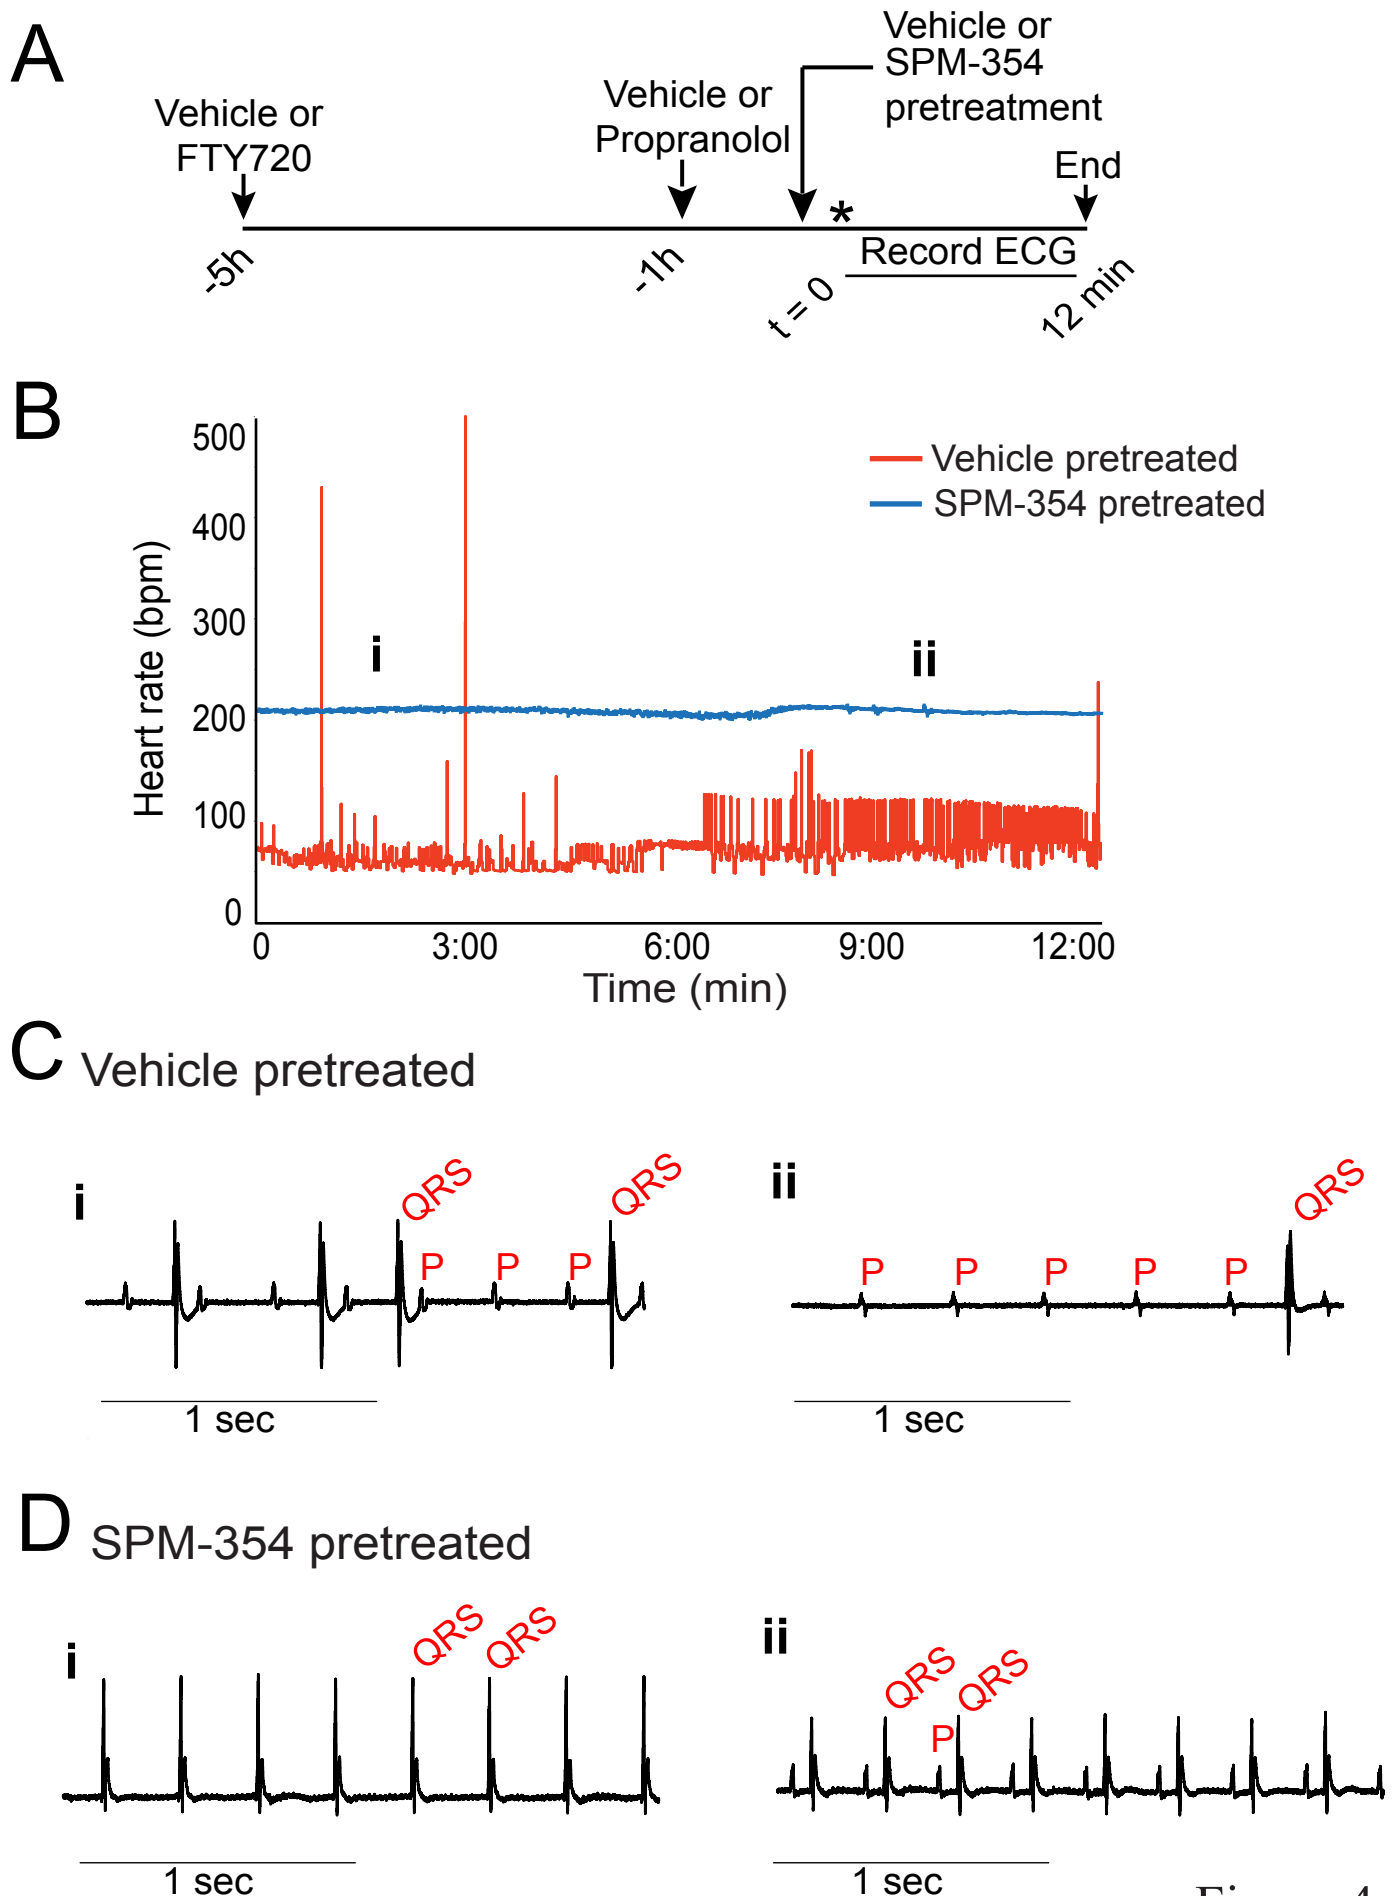 A
Vehicle or
FTY720
Vehicle or
Propranolol
Vehicle or
SPM-354
pretreatment
End
*
Record ECG
-5h
-1h
t = 0
12 min
B
500
400
300
200
100
0
Heart rate (bpm)
Vehicle pretreated
SPM-354 pretreated
i
ii
0
3:00
6:00
9:00
12:00
Time (min)
C
Vehicle pretreated
i
QRS
QRS
P
P
P
1 sec
ii
QRS
P
P
P
P
P
1 sec
D
SPM-354 pretreated
i
QRS
QRS
1 sec
ii
QRS
QRS
P
1 sec